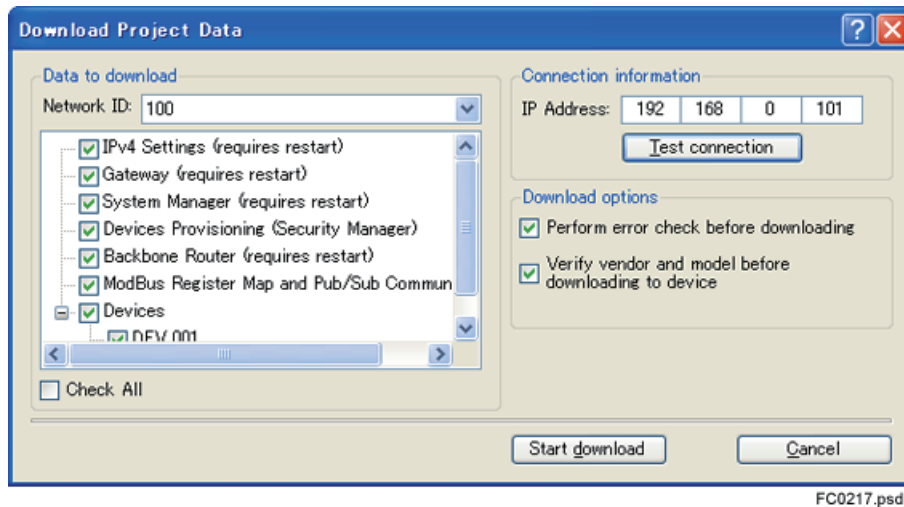 Download Project Data
Data to download
Network ID: 100
IPv4 Settings (requires restart)
Gateway (requires restart)
System Manager (requires restart)
Devices Provisioning (Security Manager)
Backbone Router (requires restart)
ModBus Register Map and Pub/Sub Commun
Devices
DEV 001
Check All
Connection information
IP Address: 192 168 0 101
Test connection
Download options
Perform error check before downloading
Verify vendor and model before
downloading to device
Start download
Cancel
FC0217.psd